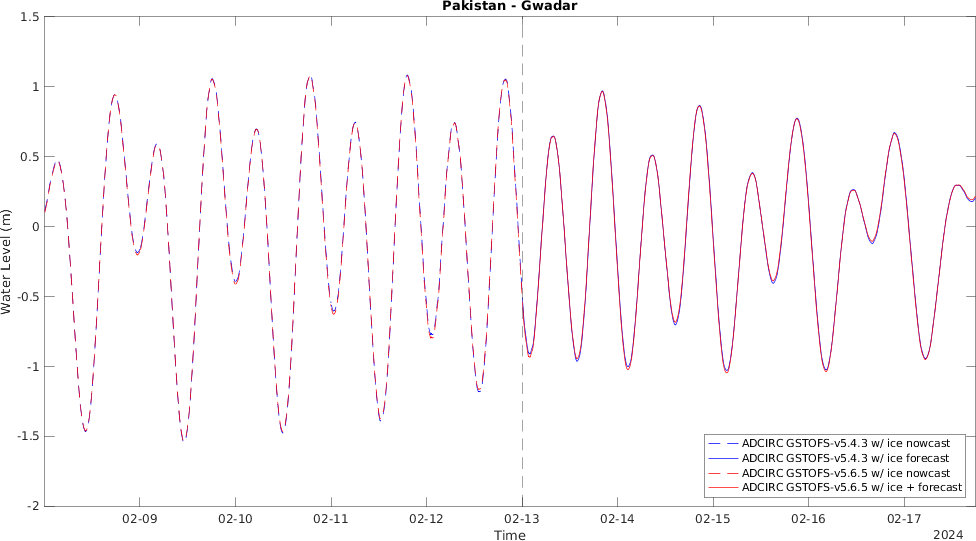 Pakistan - Gwadar
1.5
1
0.5
0
-0.5
-1
-1.5
-2
Water Level (m)
ADCIRC GSTOFS-v5.4.3 w/ ice nowcast
ADCIRC GSTOFS-v5.4.3 w/ ice forecast
ADCIRC GSTOFS-v5.6.5 w/ ice nowcast
ADCIRC GSTOFS-v5.6.5 w/ ice + forecast
02-09 02-10 02-11 02-12 02-13 02-14 02-15 02-16 02-17
Time
2024